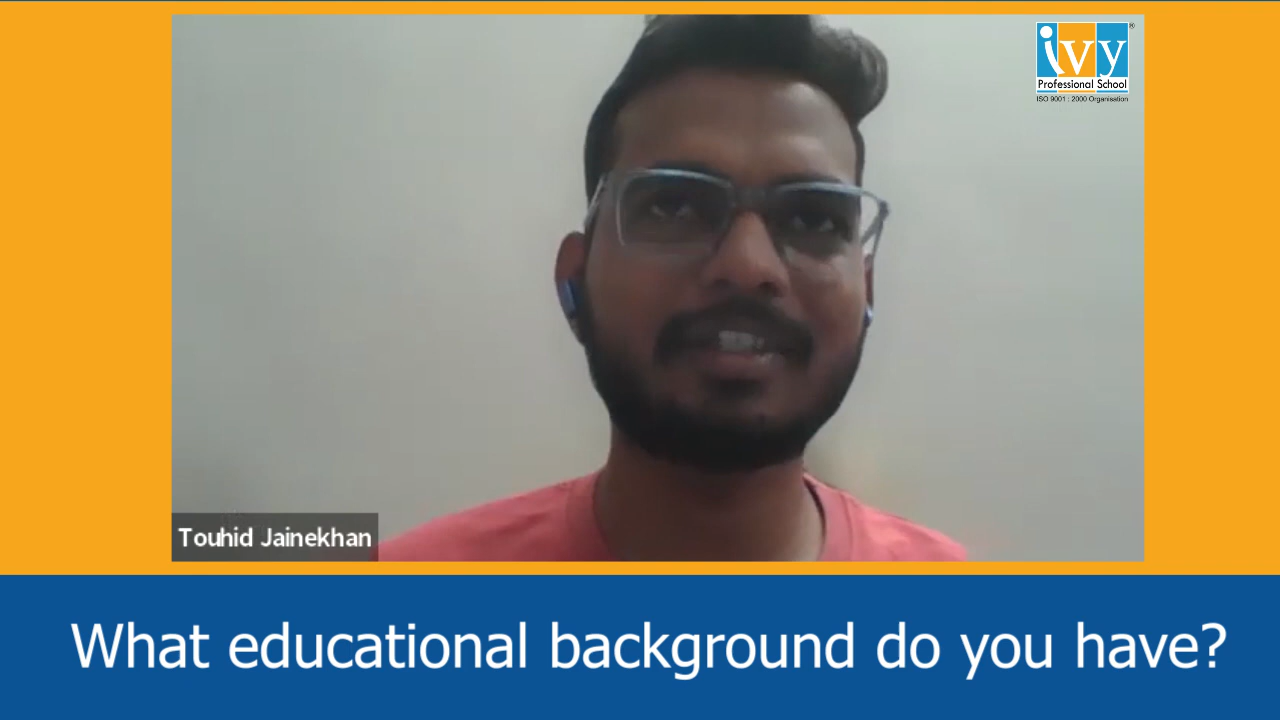 ivy
Professional School
ISO 9001 : 2000 Organisation
Touhid Jainekhan
What educational background do you have?